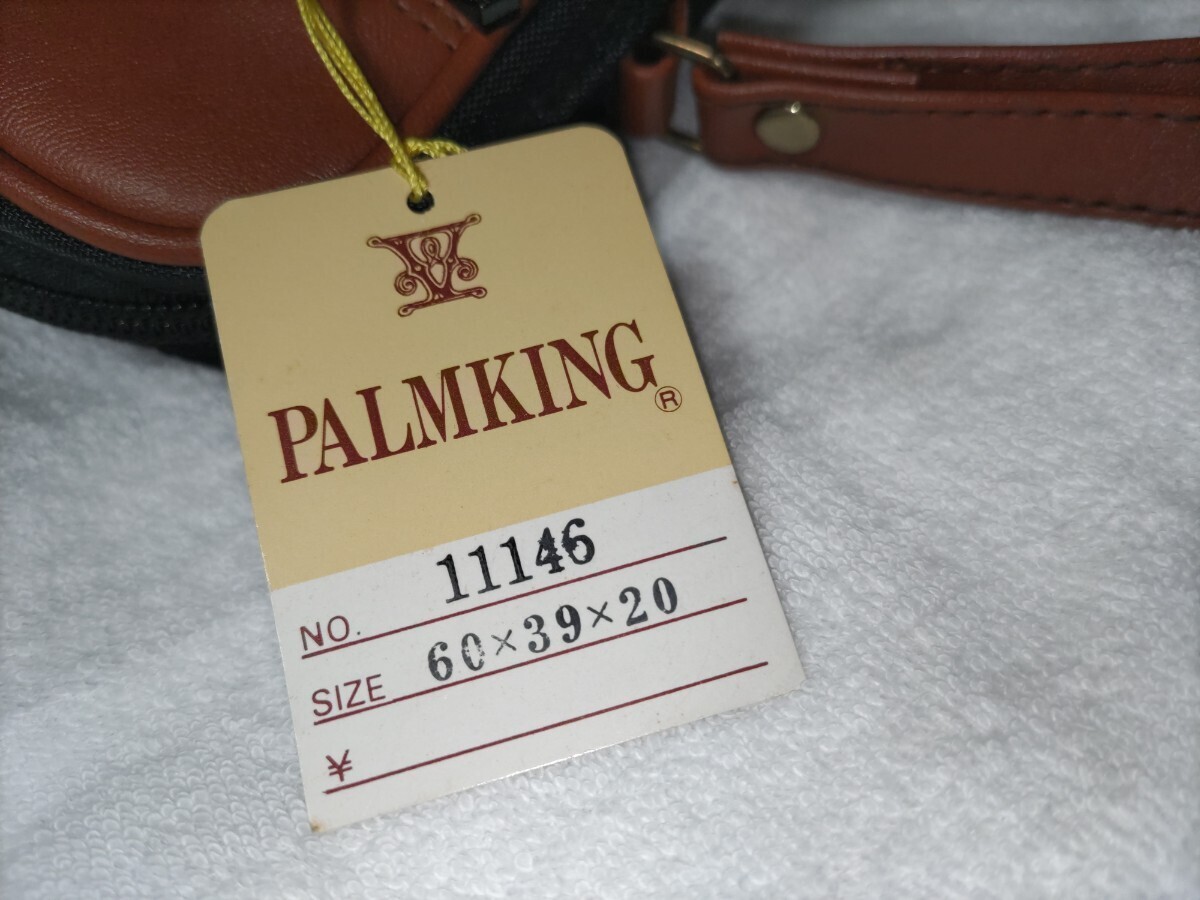 V
PALMKING®
NO. 11146
SIZE 60×39×20
¥